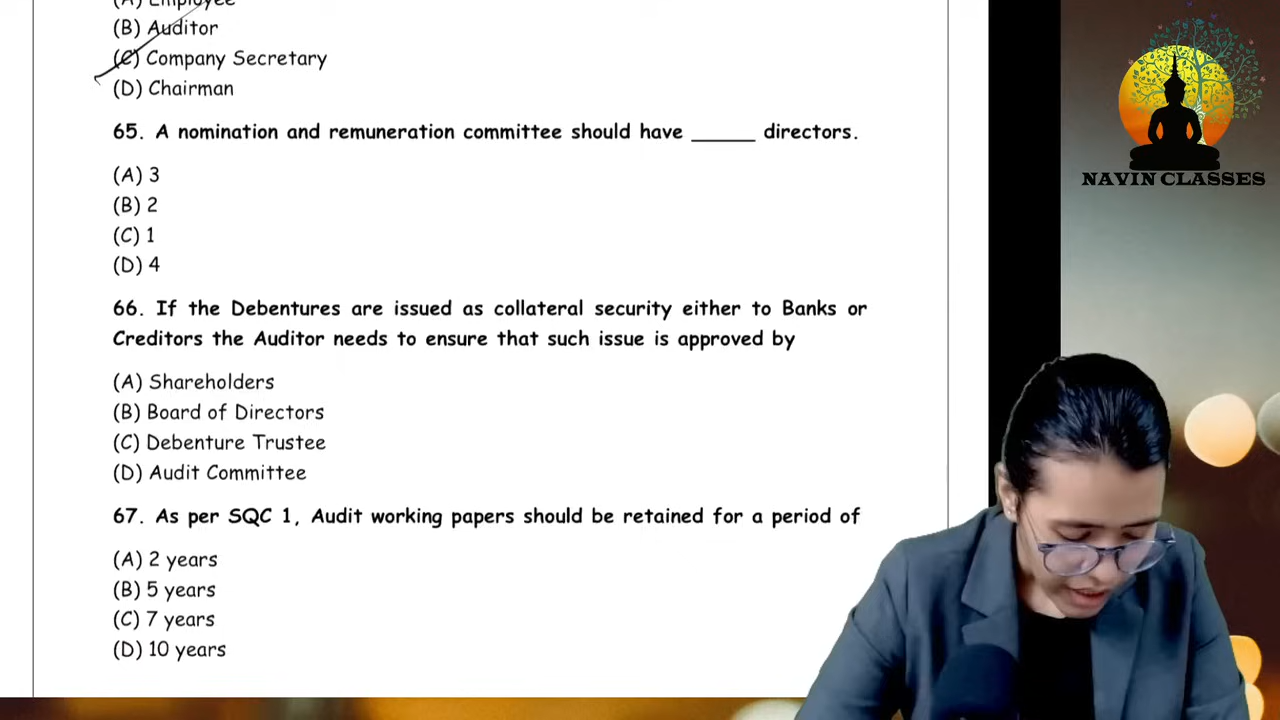 (A) Employee
(B) Auditor
(C) Company Secretary
(D) Chairman
65. A nomination and remuneration committee should have _____ directors.
(A) 3
(B) 2
(C) 1
(D) 4
66. If the Debentures are issued as collateral security either to Banks or
Creditors the Auditor needs to ensure that such issue is approved by
(A) Shareholders
(B) Board of Directors
(C) Debenture Trustee
(D) Audit Committee
67. As per SQC 1, Audit working papers should be retained for a period of
(A) 2 years
(B) 5 years
(C) 7 years
(D) 10 years
NAVIN CLASSES